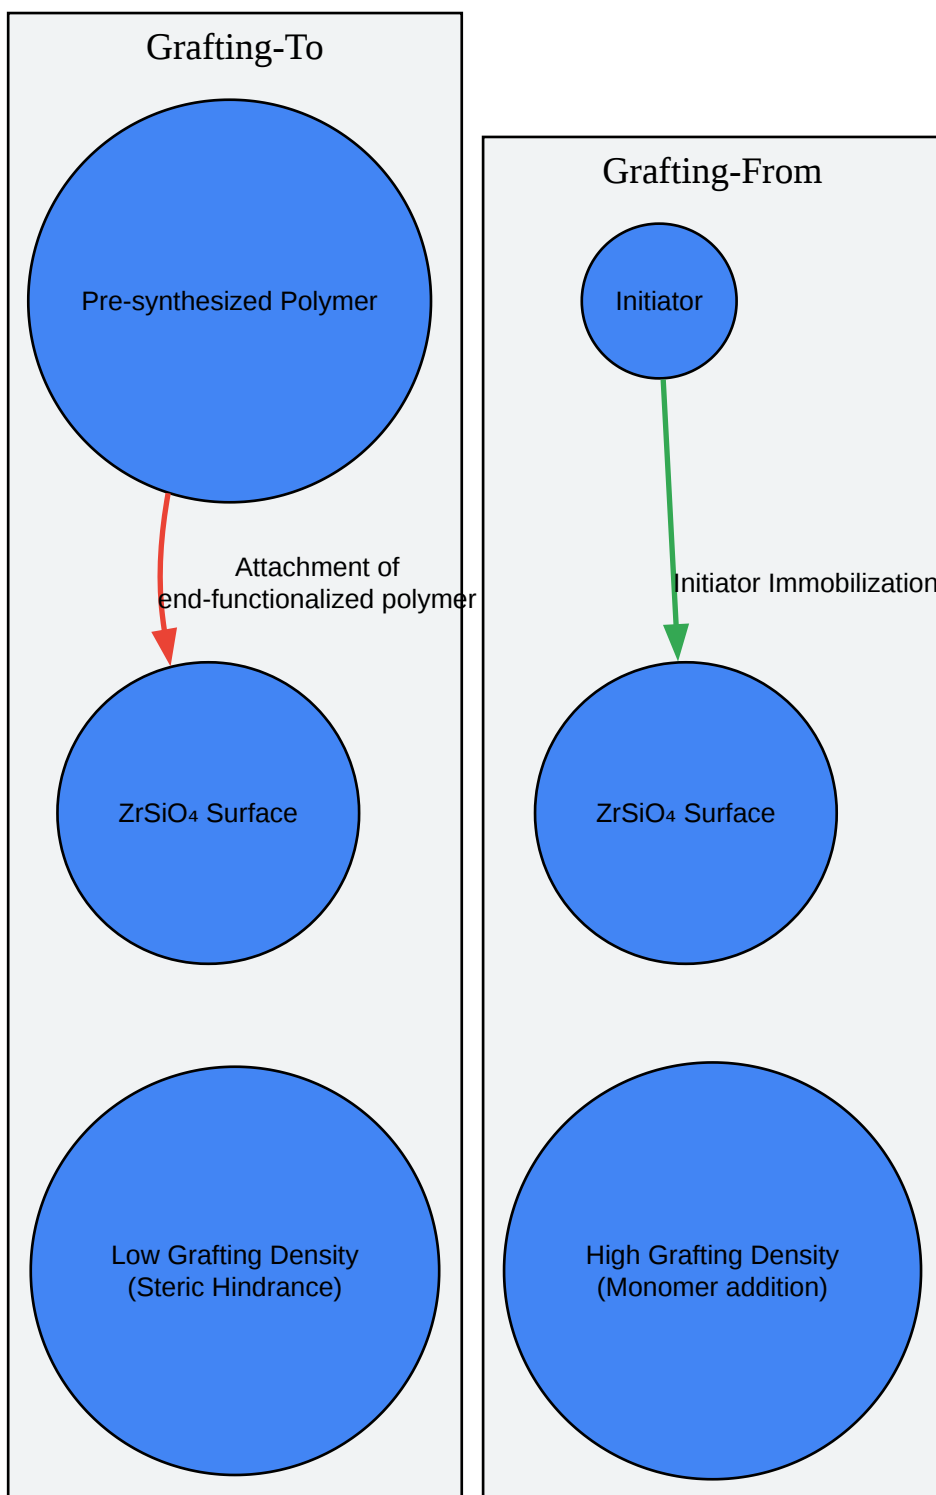 Grafting-To
Pre-synthesized Polymer
Attachment of
end-functionalized polymer
ZrSiO₄ Surface
Low Grafting Density
(Steric Hindrance)
Grafting-From
Initiator
Initiator Immobilization
ZrSiO₄ Surface
High Grafting Density
(Monomer addition)